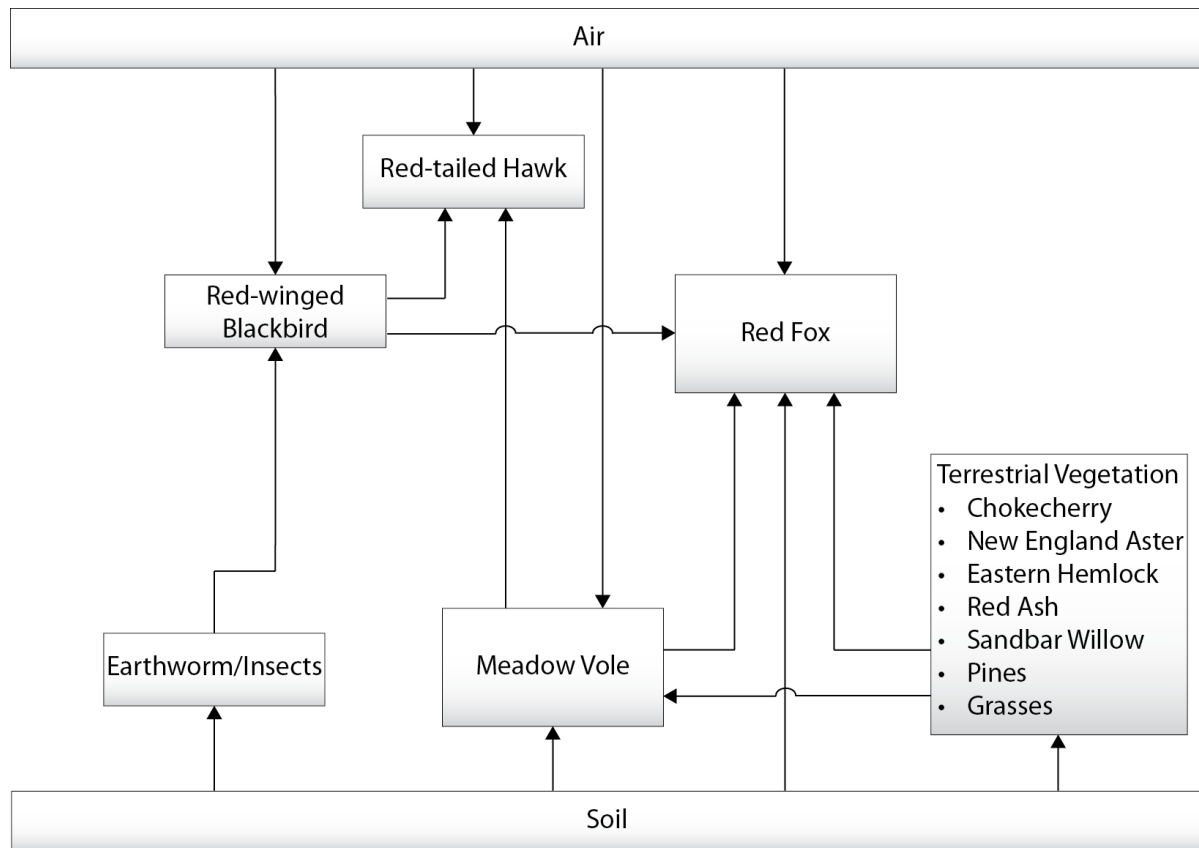 Air
Red-tailed Hawk
Red-winged
Blackbird
Red Fox
Terrestrial Vegetation
• Chokecherry
• New England Aster
• Eastern Hemlock
• Red Ash
• Sandbar Willow
• Pines
• Grasses
Earthworm/Insects
Meadow Vole
Soil